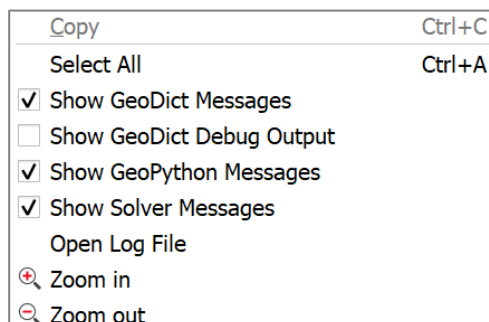 Copy Ctrl+C
Select All Ctrl+A
Show GeoDict Messages
Show GeoDict Debug Output
Show GeoPython Messages
Show Solver Messages
Open Log File
Zoom in
Zoom out